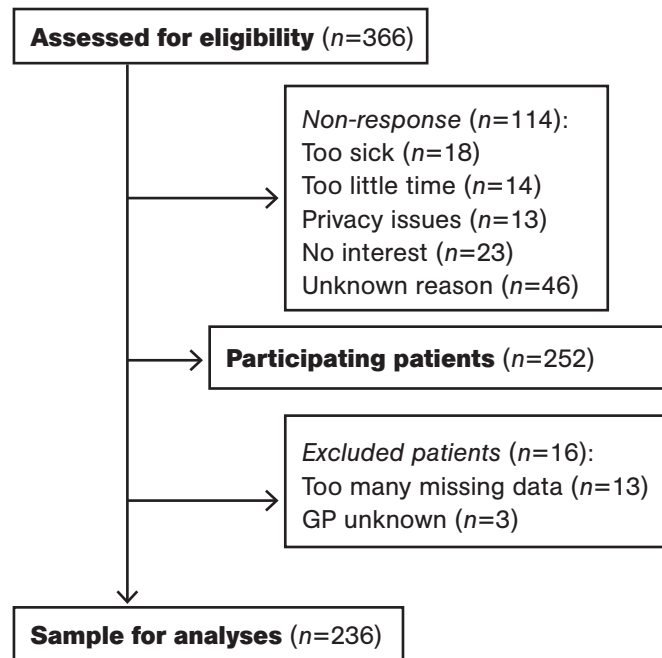 Assessed for eligibility (n=366)
Non-response (n=114):
Too sick (n=18)
Too little time (n=14)
Privacy issues (n=13)
No interest (n=23)
Unknown reason (n=46)
Participating patients (n=252)
Excluded patients (n=16):
Too many missing data (n=13)
GP unknown (n=3)
Sample for analyses (n=236)